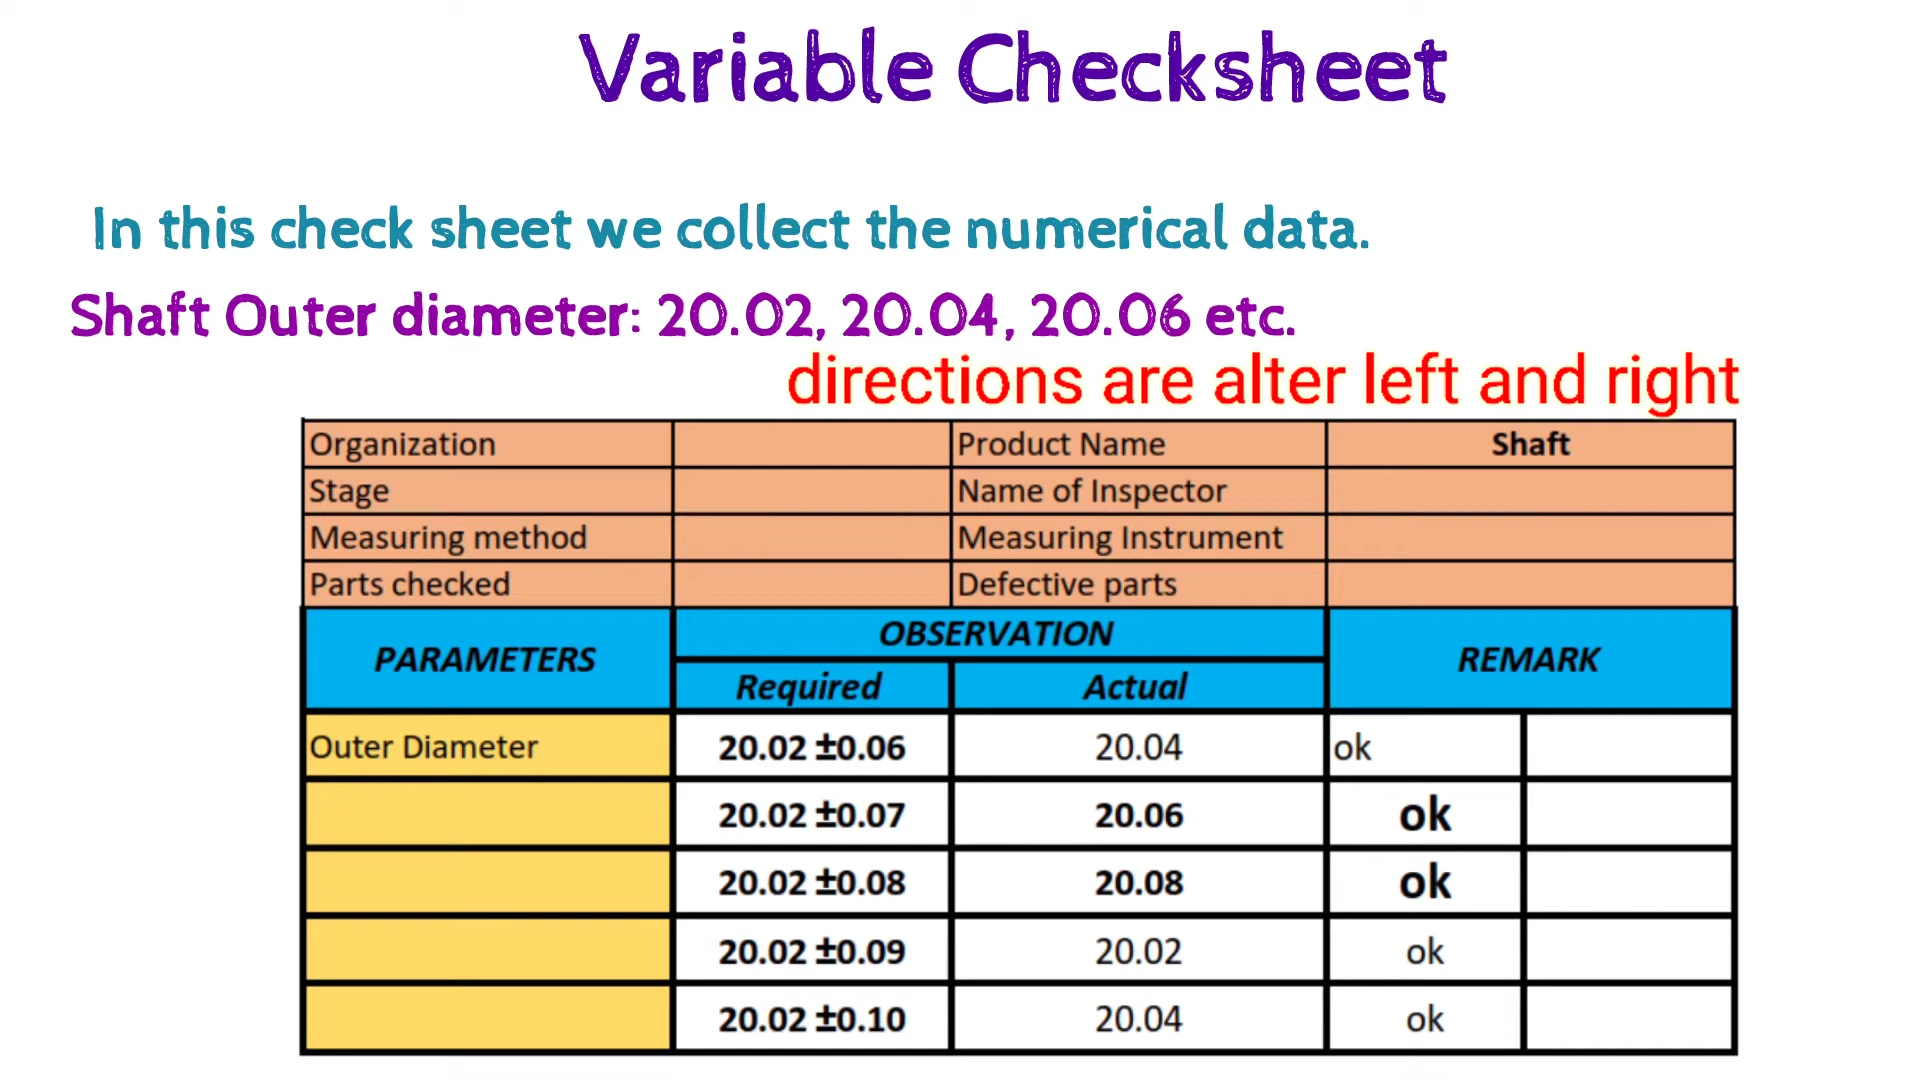 Variable Checksheet
In this check sheet we collect the numerical data.
Shaft Outer diameter: 20.02, 20.04, 20.06 etc.
directions are alter left and right
Organization Product Name Shaft
Stage Name of Inspector
Measuring method Measuring Instrument
Parts checked Defective parts
PARAMETERS OBSERVATION REMARK
Required Actual
Outer Diameter 20.02 ±0.06 20.04 ok
20.02 ±0.07 20.06 ok
20.02 ±0.08 20.08 ok
20.02 ±0.09 20.02 ok
20.02 ±0.10 20.04 ok